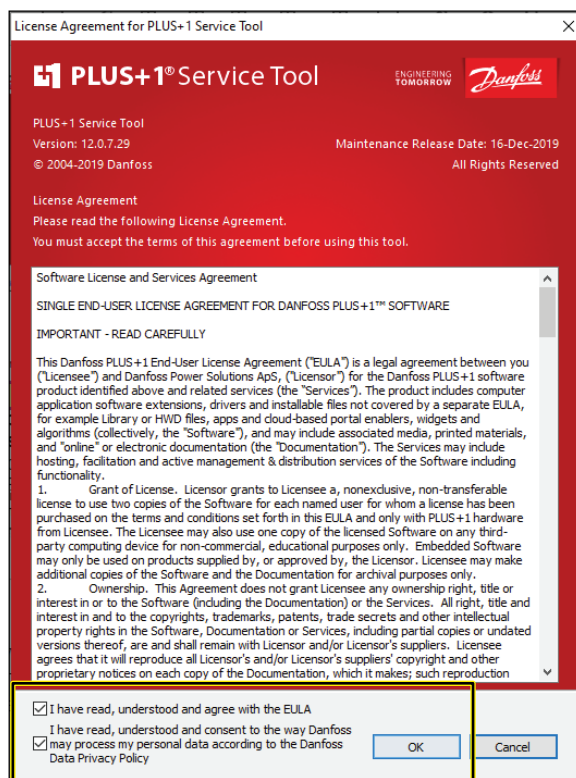 License Agreement for PLUS+1 Service Tool
PLUS+1® Service Tool
ENGINEERING
TOMORROW
Danfoss
PLUS+1 Service Tool
Version: 12.0.7.29
Maintenance Release Date: 16-Dec-2019
© 2004-2019 Danfoss
All Rights Reserved
License Agreement
Please read the following License Agreement.
You must accept the terms of this agreement before using this tool.
Software License and Services Agreement
SINGLE END-USER LICENSE AGREEMENT FOR DANFOSS PLUS+1™ SOFTWARE
IMPORTANT - READ CAREFULLY
This Danfoss PLUS+1 End-User License Agreement ("EULA") is a legal agreement between you
("Licensee") and Danfoss Power Solutions ApS, ("Licensor") for the Danfoss PLUS+1 software
product identified above and related services (the "Services"). The product includes computer
application software extensions, drivers and installable files not covered by a separate EULA,
for example Library or HWD files, apps and cloud-based portal enablers, widgets and
algorithms (collectively, the "Software"), and may include associated media, printed materials,
and "online" or electronic documentation (the "Documentation"). The Services may include
hosting, facilitation and active management & distribution services of the Software including
functionality.
1. Grant of License. Licensor grants to Licensee a, nonexclusive, non-transferable
license to use two copies of the Software for each named user for whom a license has been
purchased on the terms and conditions set forth in this EULA and only with PLUS+1 hardware
from Licensee. The Licensee may also use one copy of the licensed Software on any third-
party computing device for non-commercial, educational purposes only. Embedded Software
may only be used on products supplied by, or approved by, the Licensor. Licensee may make
additional copies of the Software and the Documentation for archival purposes only.
2. Ownership. This Agreement does not grant Licensee any ownership right, title or
interest in or to the Software (including the Documentation) or the Services. All right, title and
interest in and to the copyrights, trademarks, patents, trade secrets and other intellectual
property rights in the Software, Documentation or Services, including partial copies or undated
versions thereof, are and shall remain with Licensor and/or Licensor's suppliers. Licensee
agrees that it will reproduce all Licensor's and/or Licensor's suppliers' copyright and other
proprietary notices on each copy of the Documentation, which it makes; such reproduction
I have read, understood and agree with the EULA
I have read, understood and consent to the way Danfoss
may process my personal data according to the Danfoss
Data Privacy Policy
OK
Cancel